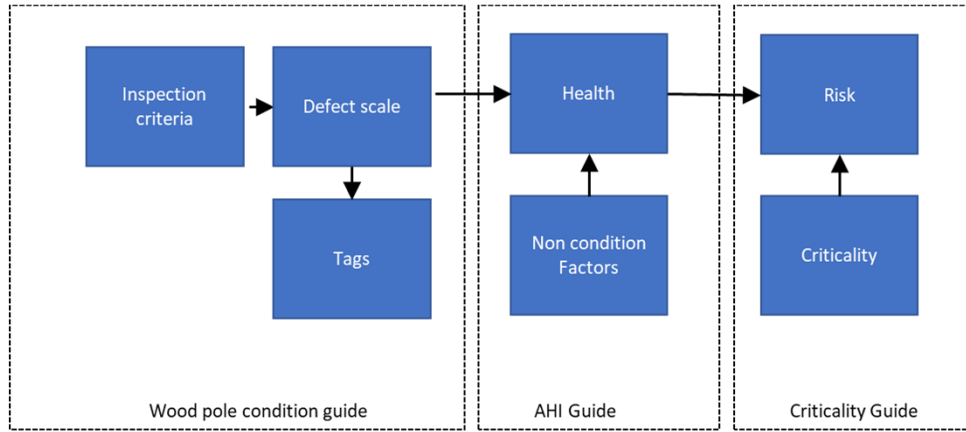 Inspection
criteria
Defect scale
Tags
Wood pole condition guide
Health
Non condition
Factors
AHI Guide
Risk
Criticality
Criticality Guide